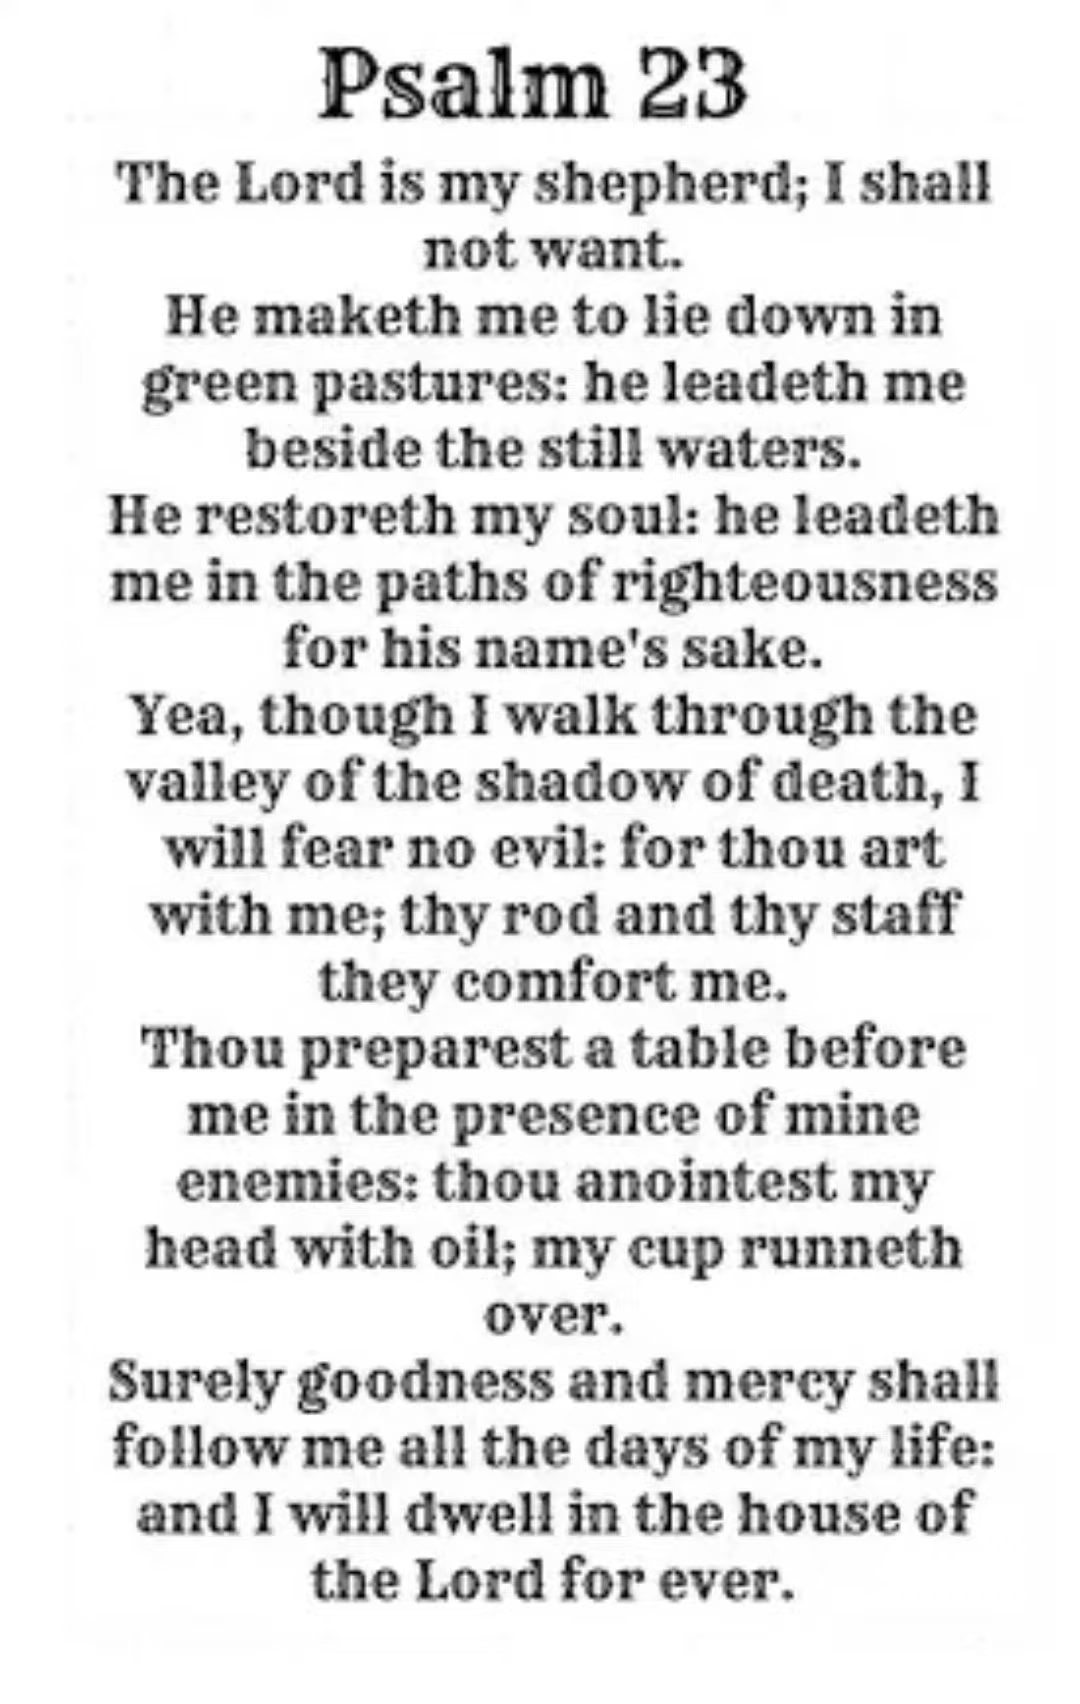 Psalm 23
The Lord is my shepherd; I shall
not want.
He maketh me to lie down in
green pastures: he leadeth me
beside the still waters.
He restoreth my soul: he leadeth
me in the paths of righteousness
for his name's sake.
Yea, though I walk through the
valley of the shadow of death, I
will fear no evil: for thou art
with me; thy rod and thy staff
they comfort me.
Thou preparest a table before
me in the presence of mine
enemies: thou anointest my
head with oil; my cup runneth
over.
Surely goodness and mercy shall
follow me all the days of my life:
and I will dwell in the house of
the Lord for ever.